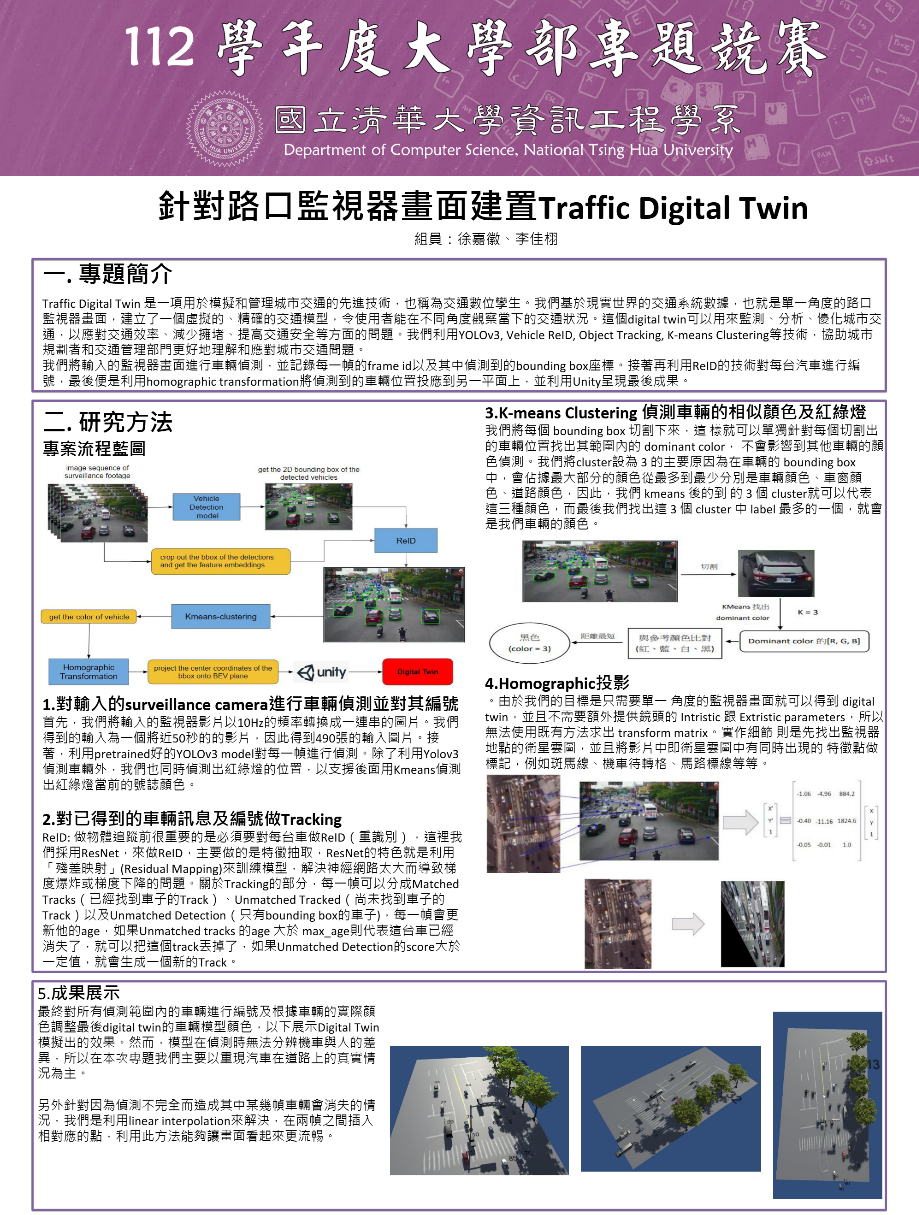 112 學年度大學部專題競賽
國立清華大學資訊工程學系
Department of Computer Science, National Tsing Hua University
針對路口監視器畫面建置Traffic Digital Twin
組員：徐嘉徽、李佳栩
一. 專題簡介
Traffic Digital Twin 是一項用於模擬和管理城市交通的先進技術，也稱為交通數位孿生。我們基於現實世界的交通系統數據，也就是單一角度的路口
監視器畫面，建立了一個虛擬的、精確的交通模型，令使用者能在不同角度觀察當下的交通狀況。這個digital twin可以用來監測、分析、優化城市交
通，以應對交通效率、減少擁堵、提高交通安全等方面的問題。我們利用YOLOv3, Vehicle ReID, Object Tracking, K-means Clustering等技術，協助城市
規劃者和交通管理部門更好地理解和應對城市交通問題。
我們將輸入的監視器畫面進行車輛偵測，並記錄每一幀的frame id以及其中偵測到的bounding box座標。接著再利用ReID的技術對每台汽車進行編
號，最後便是利用homographic transformation將偵測到的車輛位置投應到另一平面上，並利用Unity呈現最後成果。
二. 研究方法
專案流程藍圖
image sequence of
surveillance footage
get the 2D bounding box of the
detected vehicles
Vehicle
Detection
model
ReID
crop out the bbox of the detections
and get the feature embeddings
get the color of vehicle
Kmeans-clustering
Homographic
Transformation
project the center coordinates of the
bbox onto BEV plane
unity
Digital Twin
1.對輸入的surveillance camera進行車輛偵測並對其編號
首先，我們將輸入的監視器影片以10Hz的頻率轉換成一連串的圖片。我們
得到的輸入為一個將近50秒的的影片，因此得到490張的輸入圖片。接
著，利用pretrained好的YOLOv3 model對每一幀進行偵測。除了利用Yolov3
偵測車輛外，我們也同時偵測出紅綠燈的位置，以支援後面用Kmeans偵測
出紅綠燈當前的號誌顏色。
2.對已得到的車輛訊息及編號做Tracking
ReID: 做物體追蹤前很重要的是必須要對每台車做ReID（重識別），這裡我
們採用ResNet，來做ReID，主要做的是特徵抽取，ResNet的特色就是利用
「殘差映射」(Residual Mapping)來訓練模型，解決神經網路太大而導致梯
度爆炸或梯度下降的問題。關於Tracking的部分，每一幀可以分成Matched
Tracks（已經找到車子的Track）、Unmatched Tracked（尚未找到車子的
Track）以及Unmatched Detection（只有bounding box的車子)，每一幀會更
新他的age，如果Unmatched tracks 的age 大於 max_age則代表這台車已經
消失了，就可以把這個track丟掉了，如果Unmatched Detection的score大於
一定值，就會生成一個新的Track。
3.K-means Clustering 偵測車輛的相似顏色及紅綠燈
我們將每個 bounding box 切割下來，這 樣就可以單獨針對每個切割出
的車輛位置找出其範圍內的 dominant color， 不會影響到其他車輛的顏
色偵測。我們將cluster設為 3 的主要原因為在車輛的 bounding box
中，會佔據最大部分的顏色從最多到最少分別是車輛顏色、車窗顏
色、道路顏色，因此，我們 kmeans 後的到 的 3 個 cluster就可以代表
這三種顏色，而最後我們找出這 3 個 cluster 中 label 最多的一個，就會
是我們車輛的顏色。
切割
KMeans 找出
dominant color
K = 3
黑色
(color = 3)
距離最短
與參考顏色比對
(紅、藍、白、黑)
Dominant color 的[R, G, B]
4.Homographic投影
。由於我們的目標是只需要單一 角度的監視器畫面就可以得到 digital
twin，並且不需要額外提供鏡頭的 Intristic 跟 Extristic parameters，所以
無法使用既有方法求出 transform matrix。實作細節 則是先找出監視器
地點的衛星雲圖，並且將影片中即衛星雲圖中有同時出現的 特徵點做
標記，例如斑馬線、機車待轉格、馬路標線等等。
X' -1.06 -4.96 884.2 X
Y' = -0.40 -11.16 1824.6 Y
1 -0.05 -0.01 1.0 1
5.成果展示
最終對所有偵測範圍內的車輛進行編號及根據車輛的實際顏
色調整最後digital twin的車輛模型顏色，以下展示Digital Twin
模擬出的效果。然而，模型在偵測時無法分辨機車與人的差
異，所以在本次專題我們主要以重現汽車在道路上的真實情
況為主。
另外針對因為偵測不完全而造成其中某幾幀車輛會消失的情
況，我們是利用linear interpolation來解決，在兩幀之間插入
相對應的點，利用此方法能夠讓畫面看起來更流暢。